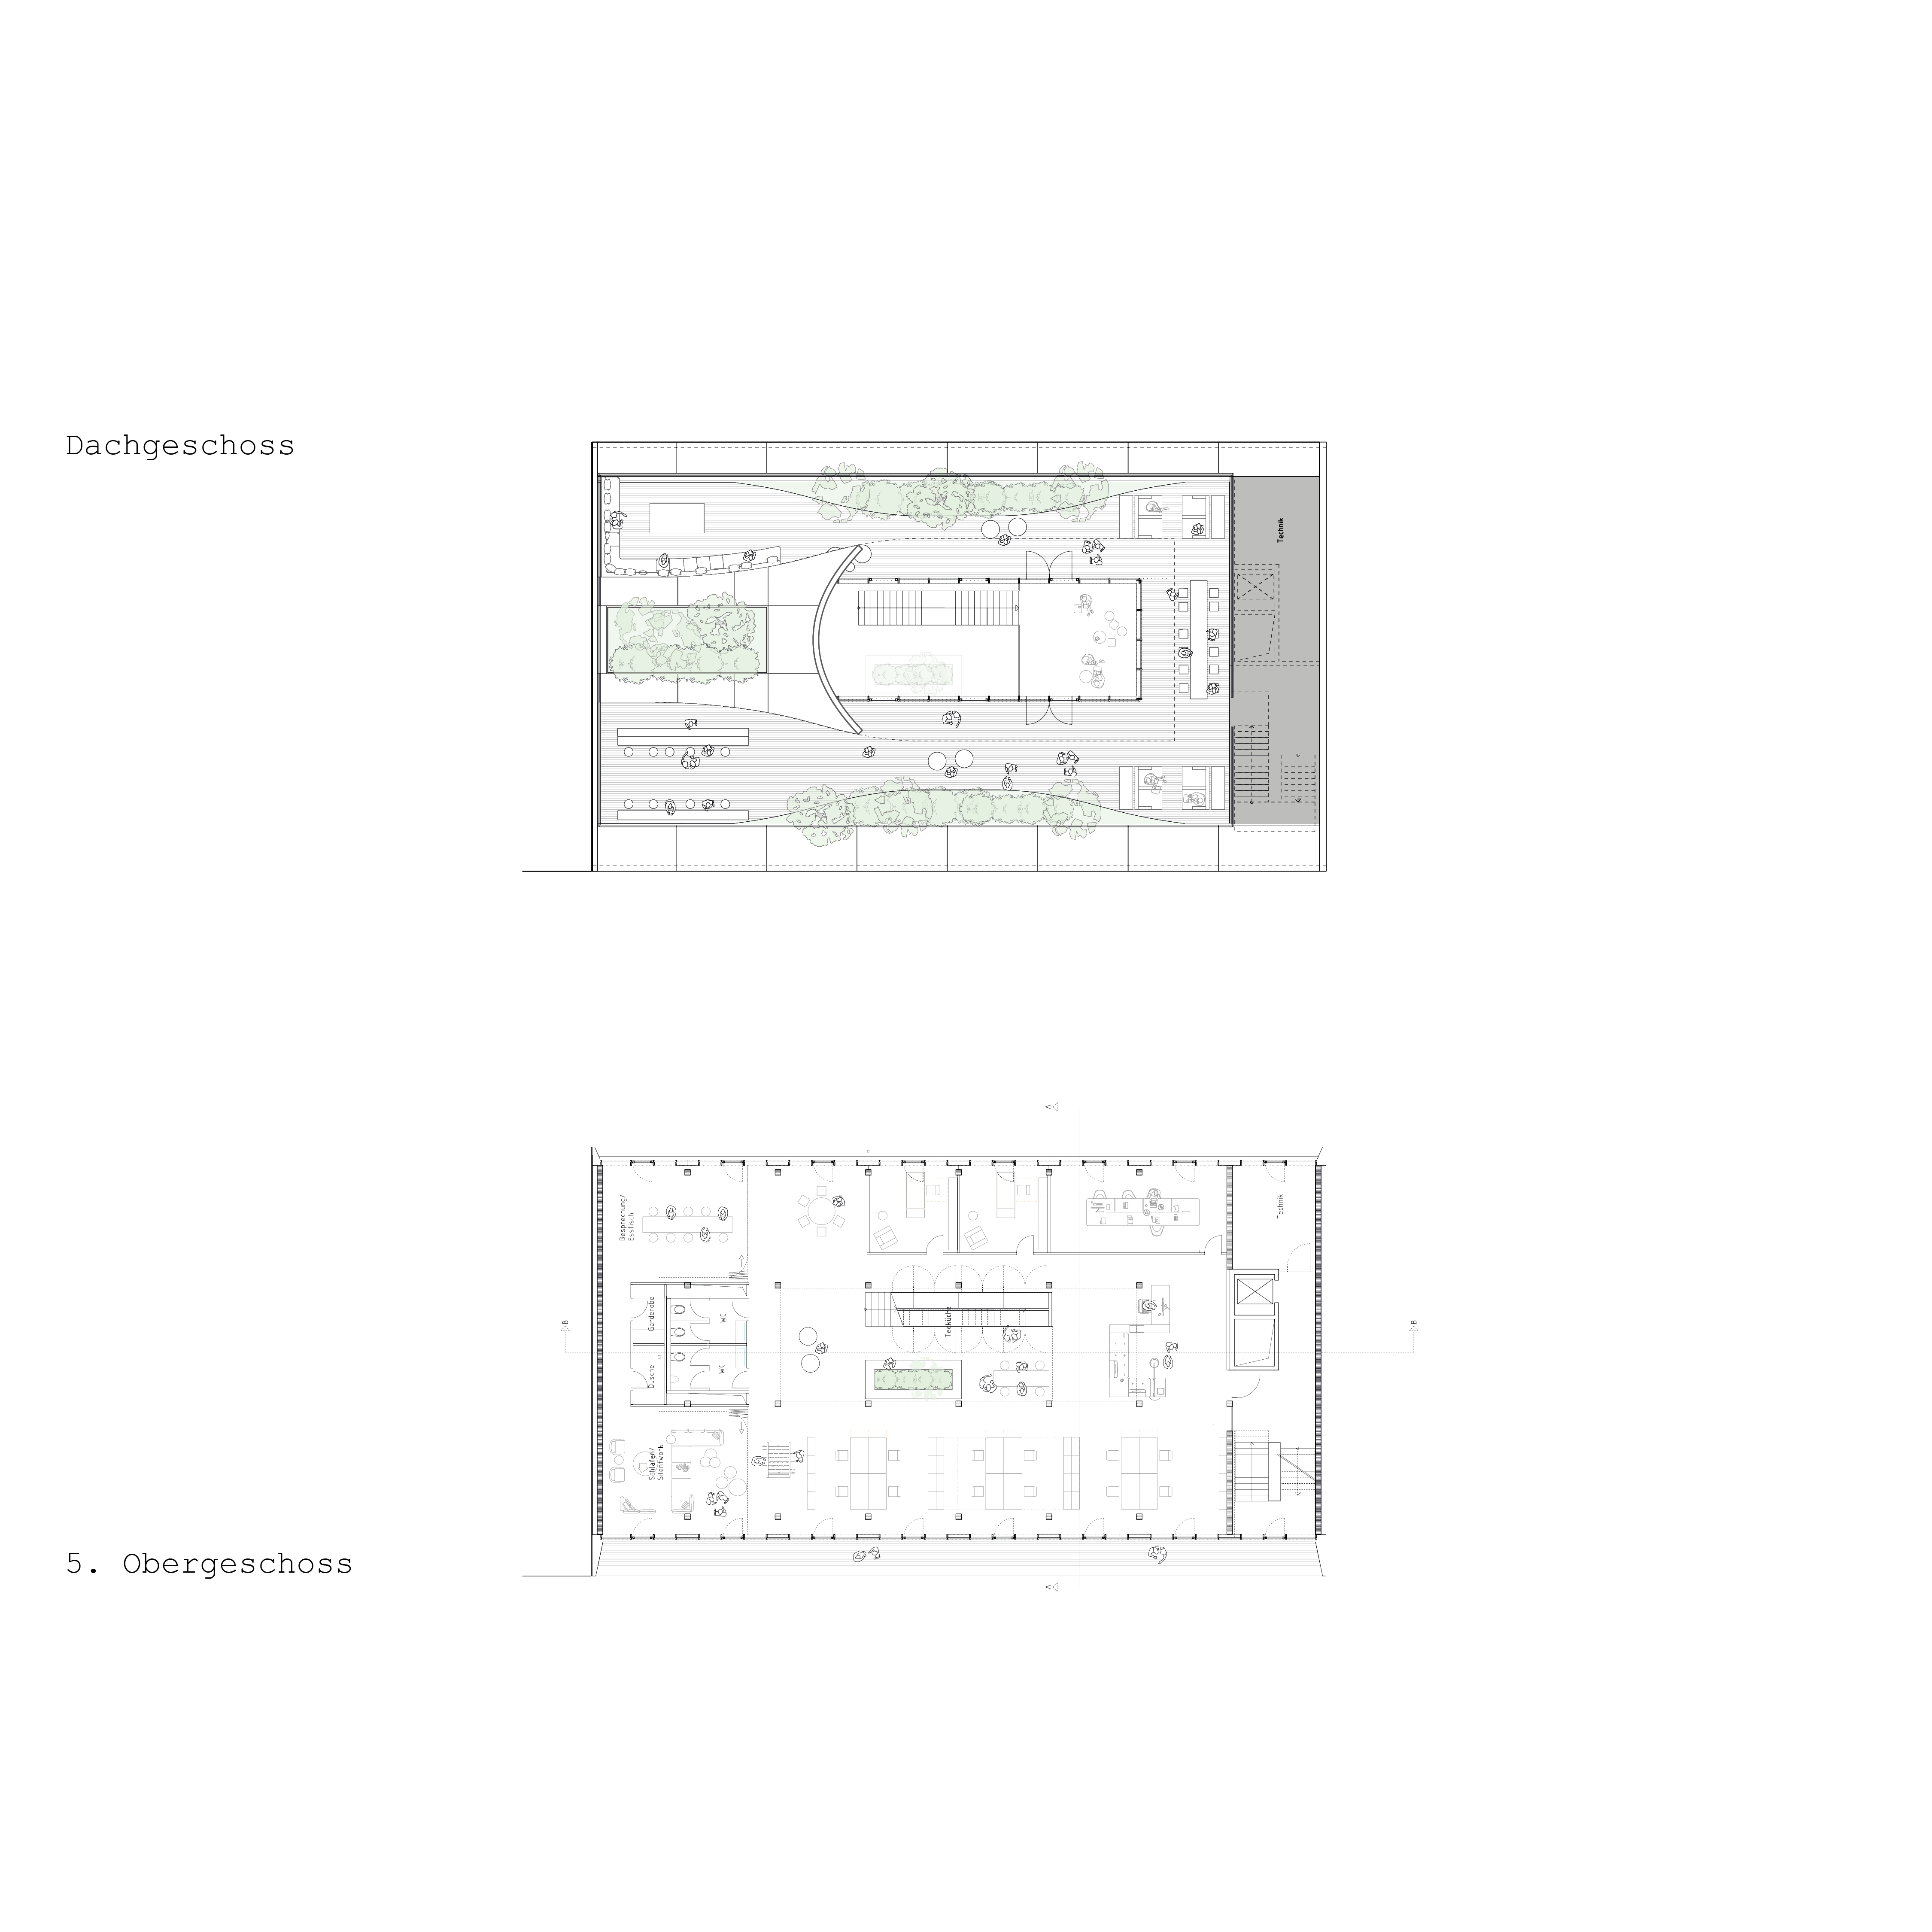 Dachgeschoss
Technik
A
Besprechung/
Esstisch
Technik
Garderobe
WC
Teeküche
B
B
Dusche
WC
Schlafen/
Silentwork
5. Obergeschoss
A